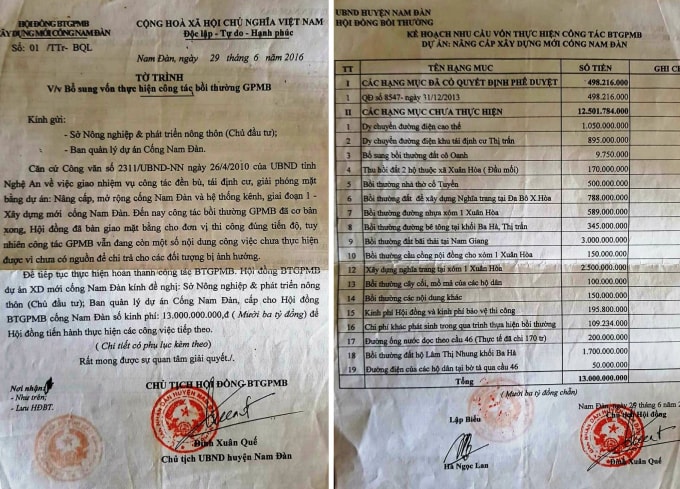 HỘI ĐỒNG BTGPMB
XÂY DỰNG MỚI CỐNG NAM ĐÀN
CỘNG HOÀ XÃ HỘI CHỦ NGHĨA VIỆT NAM
Độc lập - Tự do - Hạnh phúc
Số: 01 /TTr- BQL
Nam Đàn, ngày 29 tháng 6 năm 2016
TỜ TRÌNH
V/v Bổ sung vốn thực hiện công tác bồi thường GPMB
Kính gửi:
- Sở Nông nghiệp & phát triển nông thôn (Chủ đầu tư);
- Ban quản lý dự án Cống Nam Đàn.
Căn cứ Công văn số 2311/UBND-NN ngày 26/4/2010 của UBND tỉnh
Nghệ An về việc giao nhiệm vụ công tác đền bù, tái định cư, giải phóng mặt
bằng dự án: Nâng cấp, mở rộng cống Nam Đàn và hệ thống kênh, giai đoạn 1 -
Xây dựng mới cống Nam Đàn. Đến nay công tác bồi thường GPMB đã cơ bản
xong, Hội đồng đã bàn giao mặt bằng cho đơn vị thi công đúng tiến độ, tuy
nhiên công tác GPMB vẫn đang còn một số nội dung công việc chưa thực hiện
được vì chưa có nguồn để chi trả cho các đối tượng bị ảnh hưởng.
Để tiếp tục thực hiện hoàn thành công tác BTGPMB. Hội đồng BTGPMB
dự án XD mới cống Nam Đàn kính đề nghị: Sở Nông nghiệp & phát triển nông
thôn (Chủ đầu tư); Ban quản lý dự án Cống Nam Đàn, cấp cho Hội đồng
BTGPMB cống Nam Đàn số kinh phí: 13.000.000.000,đ ( Mười ba tỷ đồng) để
Hội đồng tiến hành thực hiện các công việc tiếp theo.
( Chi tiết có phụ lục kèm theo)
Rất mong được sự quan tâm giải quyết./.
Nơi nhận
- Như trên;
- Lưu HĐBT.
CHỦ TỊCH HỘI ĐỒNG-BTGPMB
Đinh Xuân Quế
Chủ tịch UBND huyện Nam Đàn
UBND HUYỆN NAM ĐÀN
HỘI ĐỒNG BỒI THƯỜNG
KẾ HOẠCH NHU CẦU VỐN THỰC HIỆN CÔNG TÁC BTGPMB
DỰ ÁN: NÂNG CẤP XÂY DỰNG MỚI CỐNG NAM ĐÀN
TT TÊN HẠNG MỤC SỐ TIỀN GHI C
I CÁC HẠNG MỤC ĐÃ CÓ QUYẾT ĐỊNH PHÊ DUYỆT 498.216.000
1 QĐ số 8547- ngày 31/12/2013 498.216.000
II CÁC HẠNG MỤC CHƯA THỰC HIỆN 12.501.784.000
1 Dy chuyển đường điện cao thế 1.050.000.000
2 Dy chuyển đường điện khu tái định cư Thị trấn 895.000.000
3 Bổ sung bồi thường đất cô Oanh 9.750.000
4 Thu hồi đất 2 hộ thuộc xã Xuân Hòa ( Đầu mối) 170.000.000
5 Bồi thường nhà thờ cố Tuyển 500.000.000
6 Bồi thường đất để xây dựng Nghĩa trang tại Đa Bồ X.Hòa 788.000.000
7 Bồi thường đường nhựa xóm 1 Xuân Hòa 589.000.000
8 Bồi thường đường bê tông tại khối Ba Hà, Thị trấn 345.000.000
9 Bồi thường đất bãi thải tại Nam Giang 3.000.000.000
10 Bồi thường cầu công nội đồng cho xóm 1 Xuân Hòa 150.000.000
12 Xây dựng nghĩa trang tại xóm 1 Xuân Hòa 2.500.000.000
13 Bồi thường cây cối, mồ mả của các hộ dân 100.000.000
14 Bồi thường các nội dung khác 150.000.000
15 Kinh phí Hội đồng và kinh phí bảo vệ thi công 195.800.000
16 Chi phí khác phát sinh trong quá trình thựa hiện bồi thường 109.234.000
17 Đường ống nước dọc theo cầu 46 (Thực tế đã chi 170 tr) 200.000.000
18 Bồi thường đất hộ Lâm Thị Nhung khối Ba Hà 1.700.000.000
19 Đường điện của các hộ dân tại bờ tả qua cầu 46 50.000.000
Tổng 13.000.000.000
(Mười ba tỷ đồng chẵn)
Nam Đàn, ngày 29 tháng 6 năm 2
Lập Biểu
Chủ tịch Hội đồng
Hà Ngọc Lan
Đinh Xuân Quế